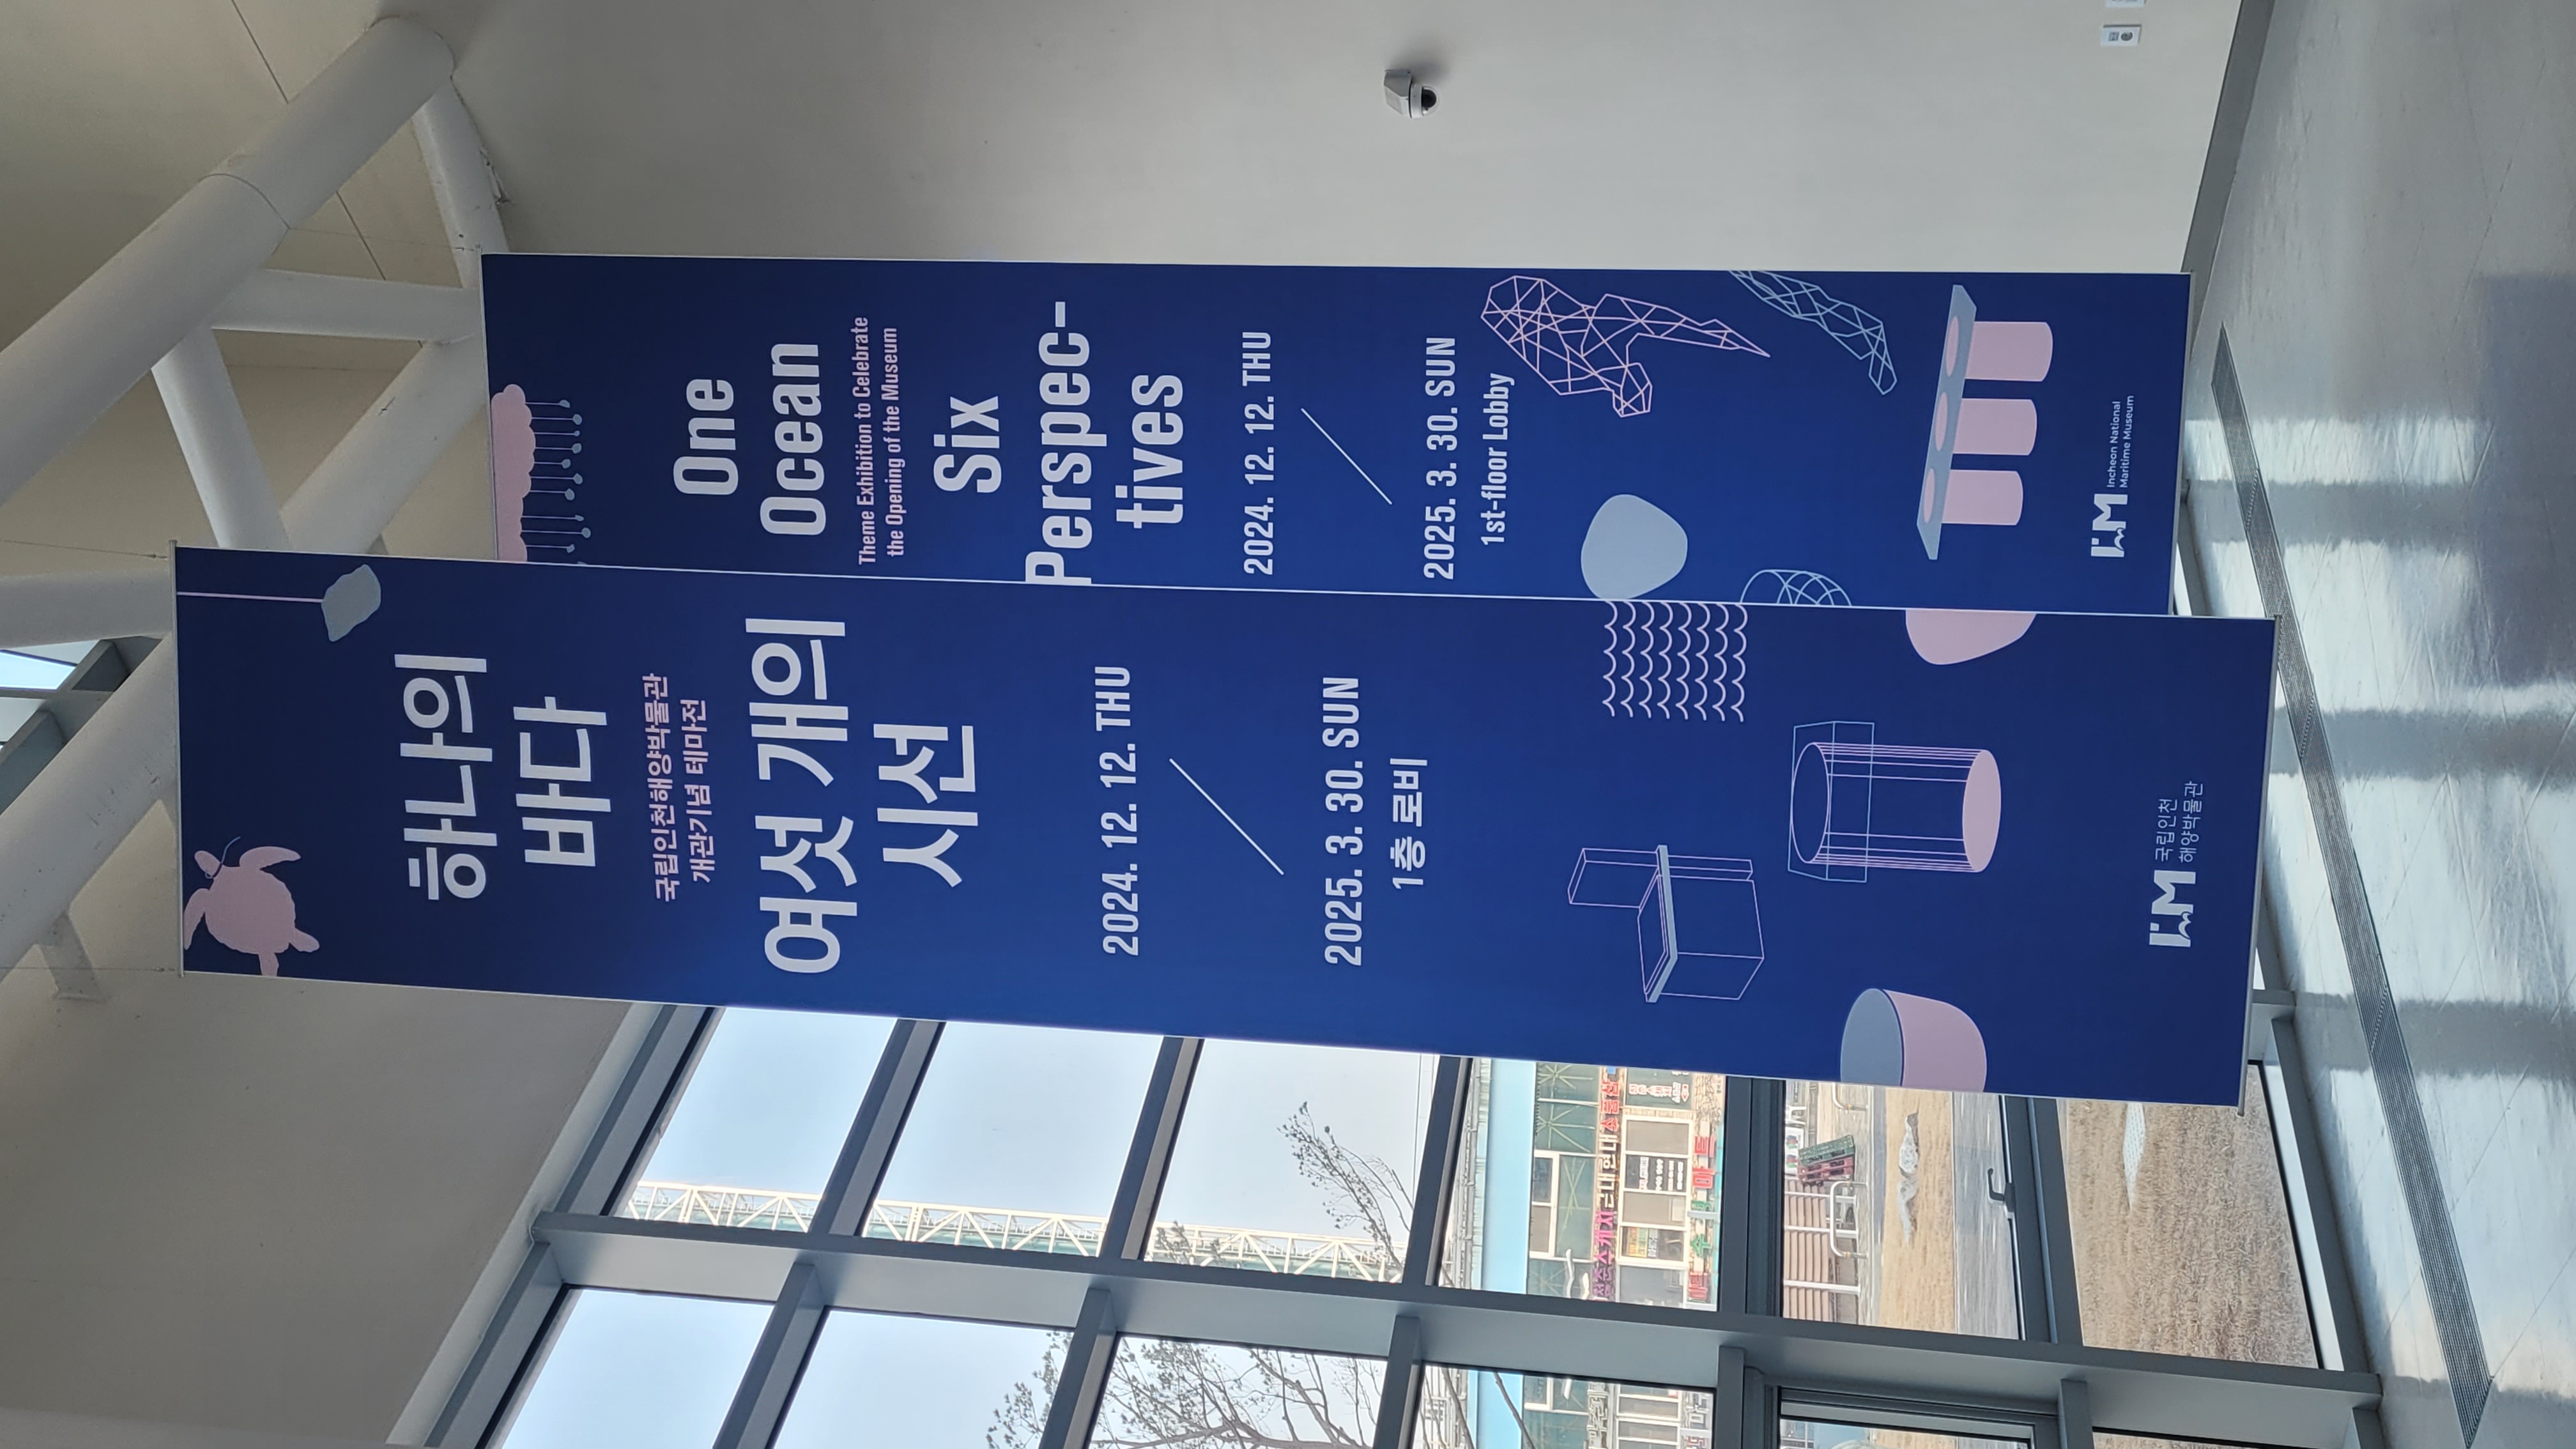 하나의
바다
국립인천해양박물관
개관기념 테마전
여섯 개의
시선
2024. 12. 12. THU
2025. 3. 30. SUN
1층 로비
I'M 국립인천
해양박물관
One
Ocean
Theme Exhibition to Celebrate
the Opening of the Museum
Six
Perspec-
tives
2024. 12. 12. THU
2025. 3. 30. SUN
1st-floor Lobby
I'M Incheon National
Maritime Museum